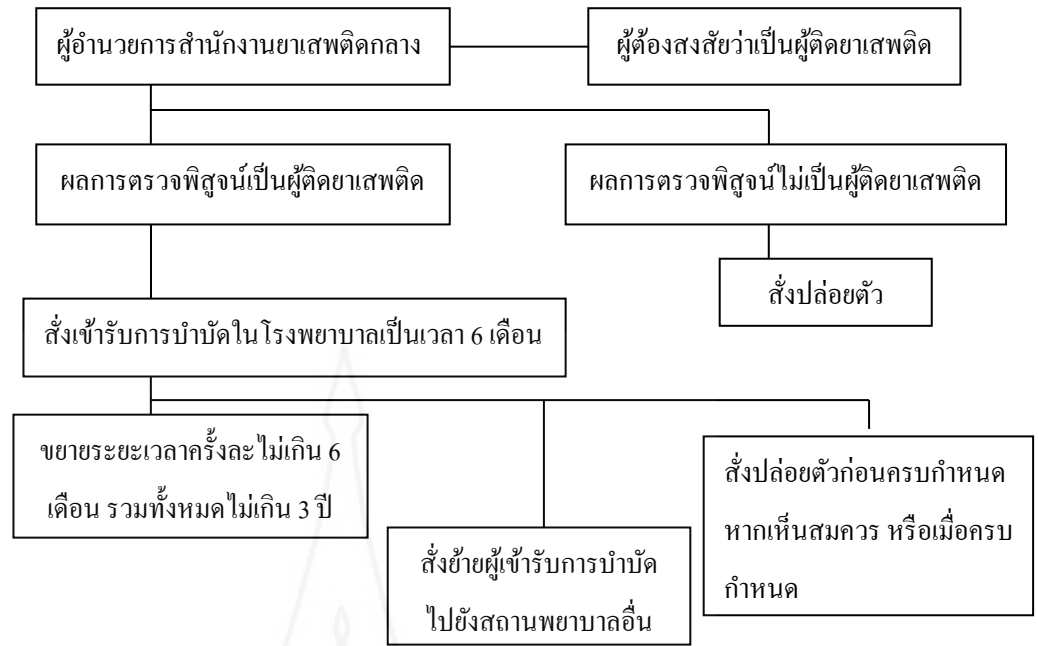 ผู้อำนวยการสำนักงานยาเสพติดกลาง
ผู้ต้องสงสัยว่าเป็นผู้ติดยาเสพติด
ผลการตรวจพิสูจน์เป็นผู้ติดยาเสพติด
ผลการตรวจพิสูจน์ไม่เป็นผู้ติดยาเสพติด
สั่งปล่อยตัว
สั่งเข้ารับการบำบัดในโรงพยาบาลเป็นเวลา 6 เดือน
ขยายระยะเวลาครั้งละไม่เกิน 6
เดือน รวมทั้งหมดไม่เกิน 3 ปี
สั่งย้ายผู้เข้ารับการบำบัด
ไปยังสถานพยาบาลอื่น
สั่งปล่อยตัวก่อนครบกำหนด
หากเห็นสมควร หรือเมื่อครบ
กำหนด